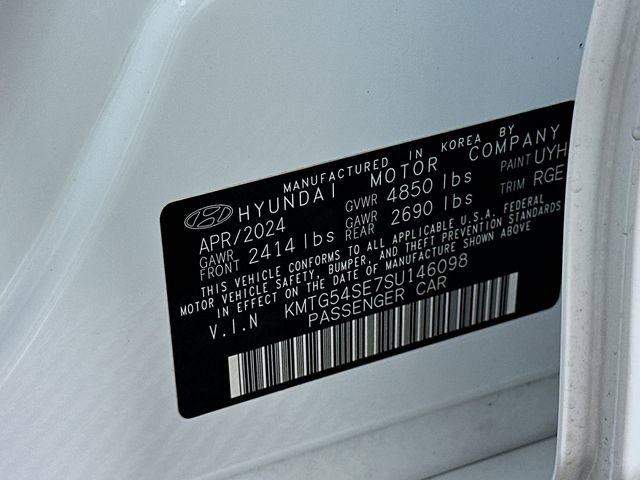 MANUFACTURED IN KOREA BY
HYUNDAI MOTOR COMPANY
APR/2024 GVWR 4850 lbs PAINT UYH
GAWR FRONT 2414 lbs GAWR REAR 2690 lbs TRIM RGE
THIS VEHICLE CONFORMS TO ALL APPLICABLE U.S.A. FEDERAL
MOTOR VEHICLE SAFETY, BUMPER, AND THEFT PREVENTION STANDARDS
IN EFFECT ON THE DATE OF MANUFACTURE SHOWN ABOVE
V.I.N KMTG54SE7SU146098
PASSENGER CAR